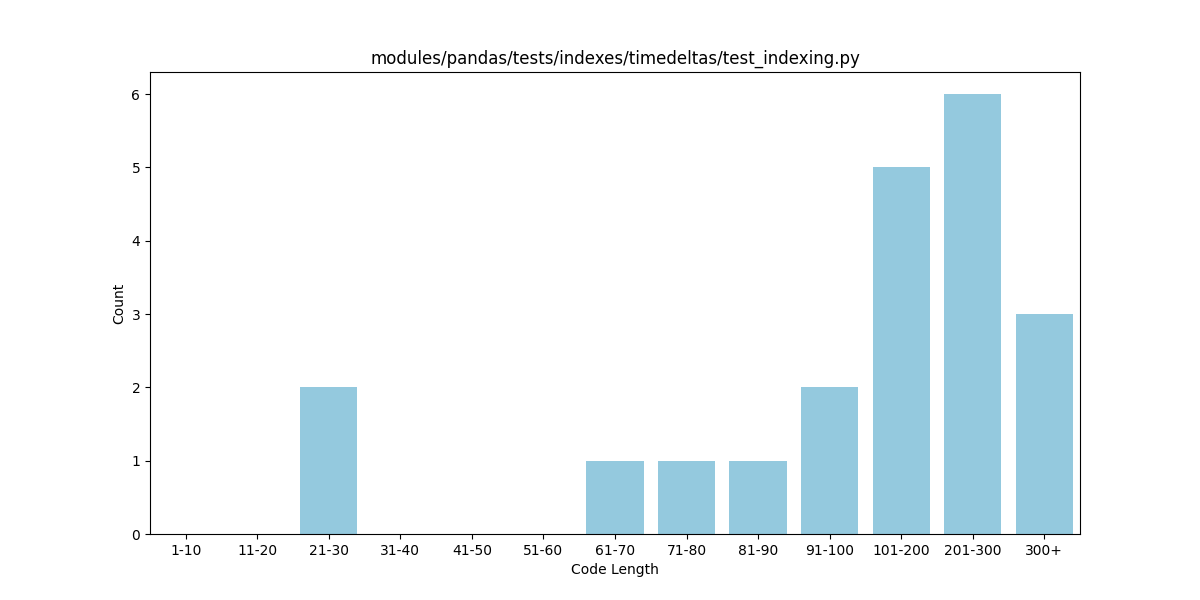 modules/pandas/tests/indexes/timedeltas/test_indexing.py
Count
6
5
4
3
2
1
0
1-10 11-20 21-30 31-40 41-50 51-60 61-70 71-80 81-90 91-100 101-200 201-300 300+
Code Length